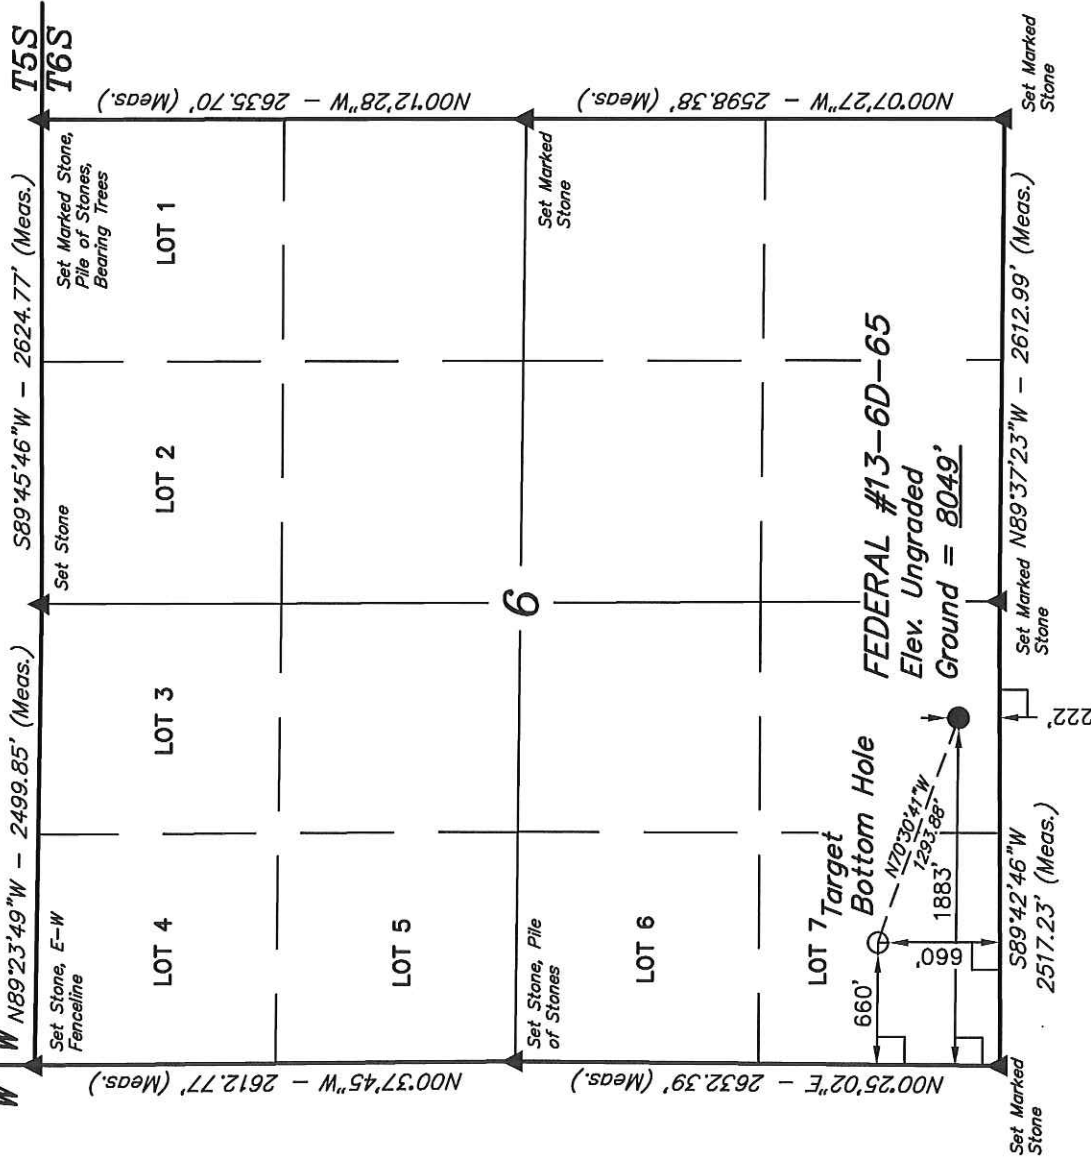 T5S
N89°23'49"W - 2499.85' (Meas.)
S89°45'46"W - 2624.77' (Meas.)
T6S
Set Stone, E-W
Fenceline
Set Stone
Set Marked Stone,
Pile of Stones,
Bearing Trees
LOT 4
LOT 3
LOT 2
LOT 1
N00°37'45"W - 2612.77' (Meas.)
N00°12'28"W - 2635.70' (Meas.)
LOT 5
Set Stone, Pile
of Stones
6
Set Marked
Stone
LOT 6
N00°25'02"E - 2632.39' (Meas.)
N00°07'27"W - 2598.38' (Meas.)
LOT 7
Target
Bottom Hole
660'
N70°30'41"W
1293.88'
660'
1883'
FEDERAL #13-6D-65
Elev. Ungraded
Ground = 8049'
222'
Set Marked
Stone
S89°42'46"W
2517.23' (Meas.)
Set Marked
Stone
N89°37'23"W - 2612.99' (Meas.)
Set Marked
Stone